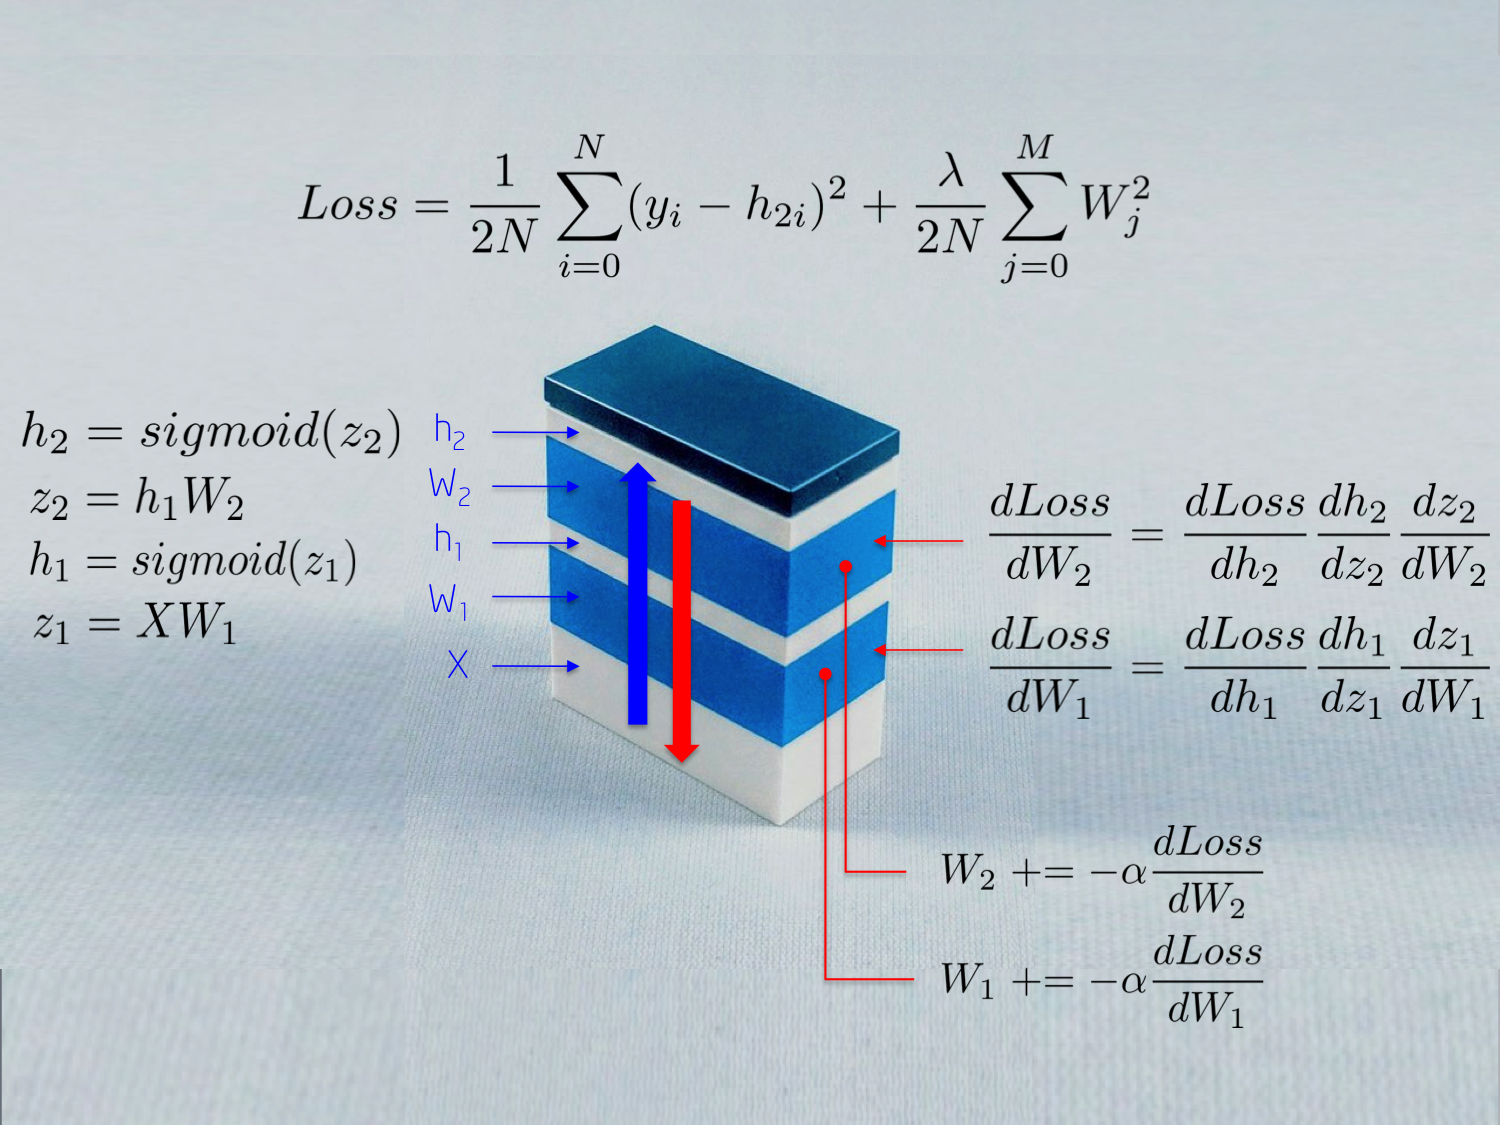 Loss = \frac{1}{2N} \sum_{i=0}^{N} (y_i - h_{2i})^2 + \frac{\lambda}{2N} \sum_{j=0}^{M} W_j^2
h_2 = sigmoid(z_2)
z_2 = h_1 W_2
h_1 = sigmoid(z_1)
z_1 = X W_1
h_2
W_2
h_1
W_1
X
\frac{dLoss}{dW_2} = \frac{dLoss}{dh_2} \frac{dh_2}{dz_2} \frac{dz_2}{dW_2}
\frac{dLoss}{dW_1} = \frac{dLoss}{dh_1} \frac{dh_1}{dz_1} \frac{dz_1}{dW_1}
W_2 += -\alpha \frac{dLoss}{dW_2}
W_1 += -\alpha \frac{dLoss}{dW_1}